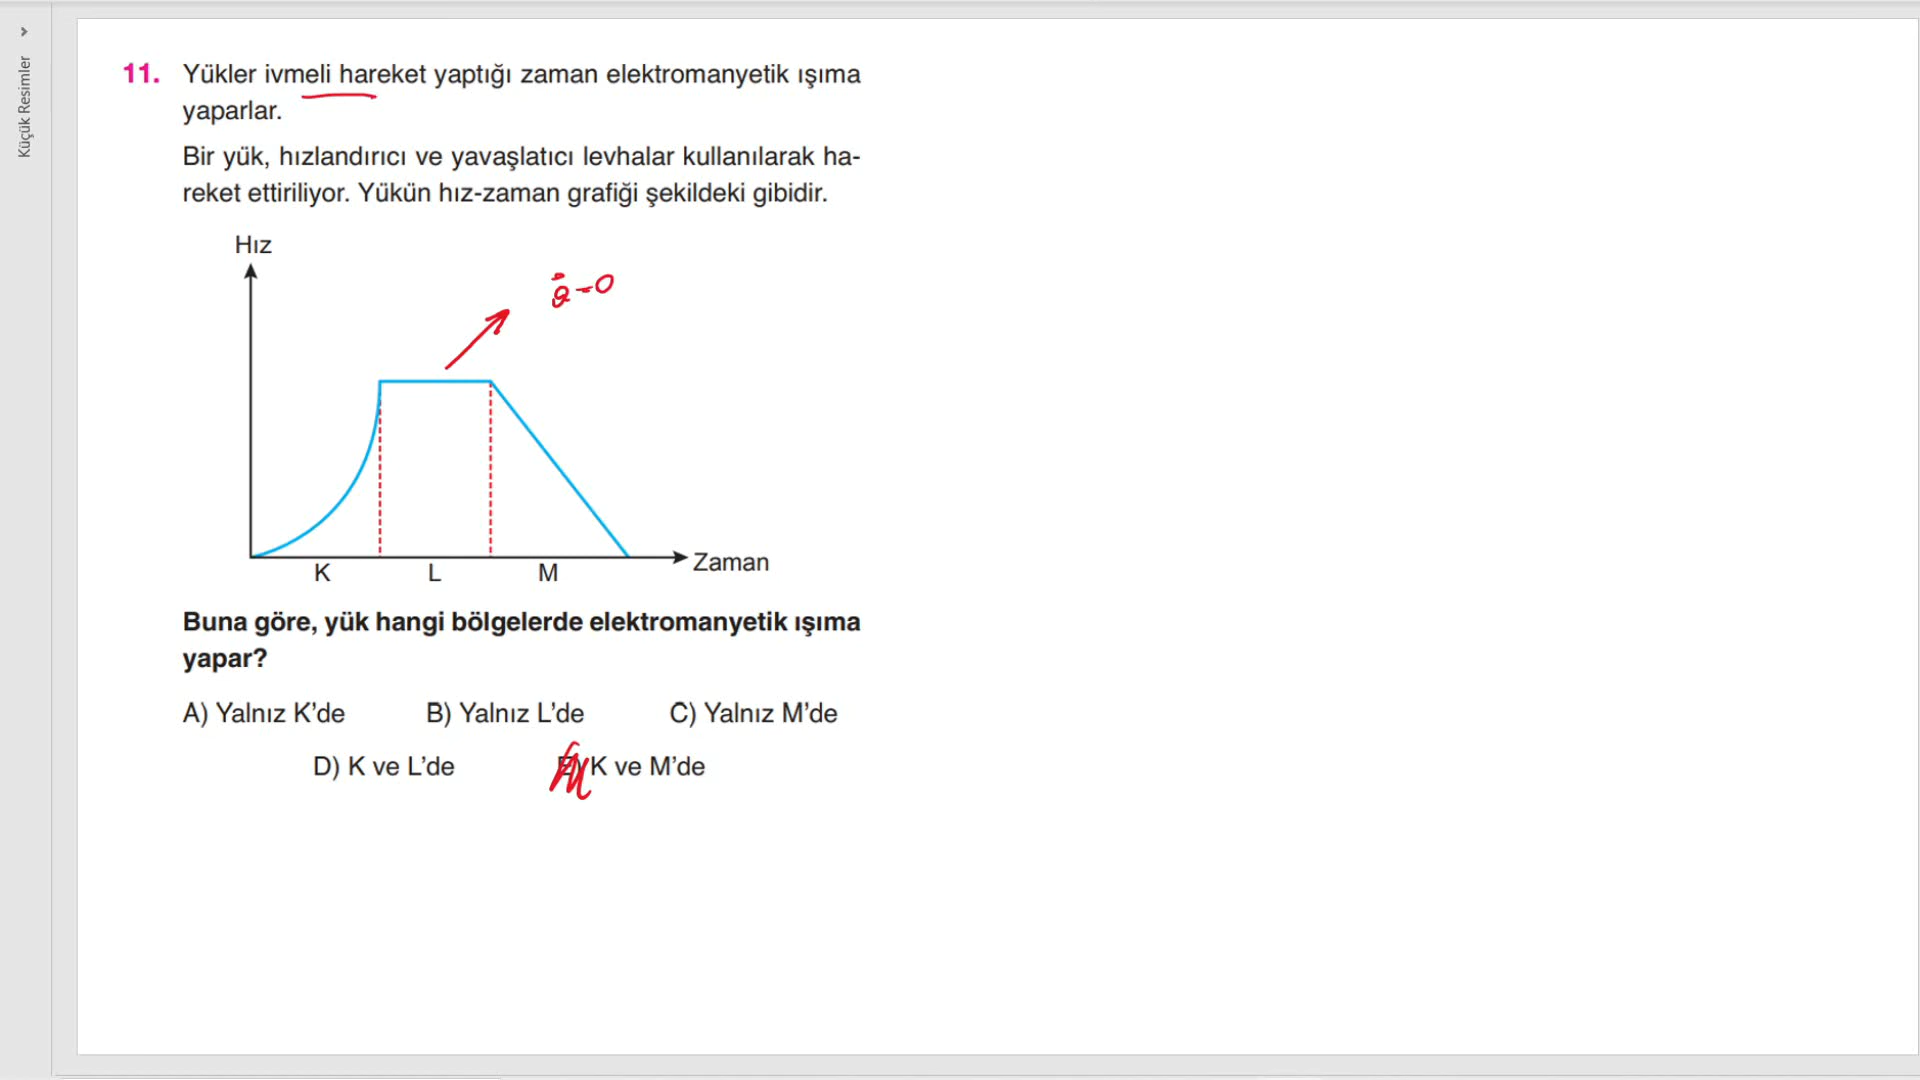 Küçük Resimler
11. Yükler ivmeli hareket yaptığı zaman elektromanyetik ışıma
yaparlar.
Bir yük, hızlandırıcı ve yavaşlatıcı levhalar kullanılarak ha-
reket ettiriliyor. Yükün hız-zaman grafiği şekildeki gibidir.
Hız
a=0
K L M Zaman
Buna göre, yük hangi bölgelerde elektromanyetik ışıma
yapar?
A) Yalnız K’de B) Yalnız L’de C) Yalnız M’de
D) K ve L’de E) K ve M’de